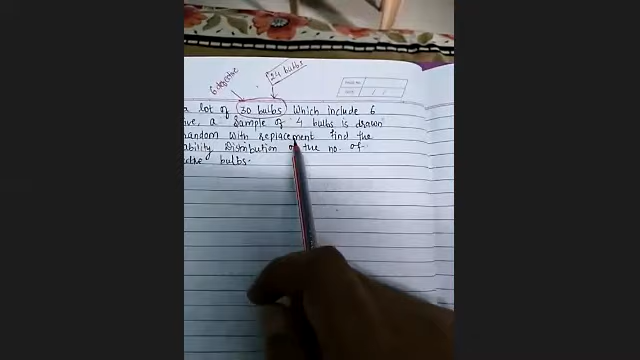 24 bulbs
6 defective
a lot of 30 bulbs Which include 6
ive, a Sample of 4 bulbs is drawn
random with replacement find the
ability Distribution of the no. of
bulbs.